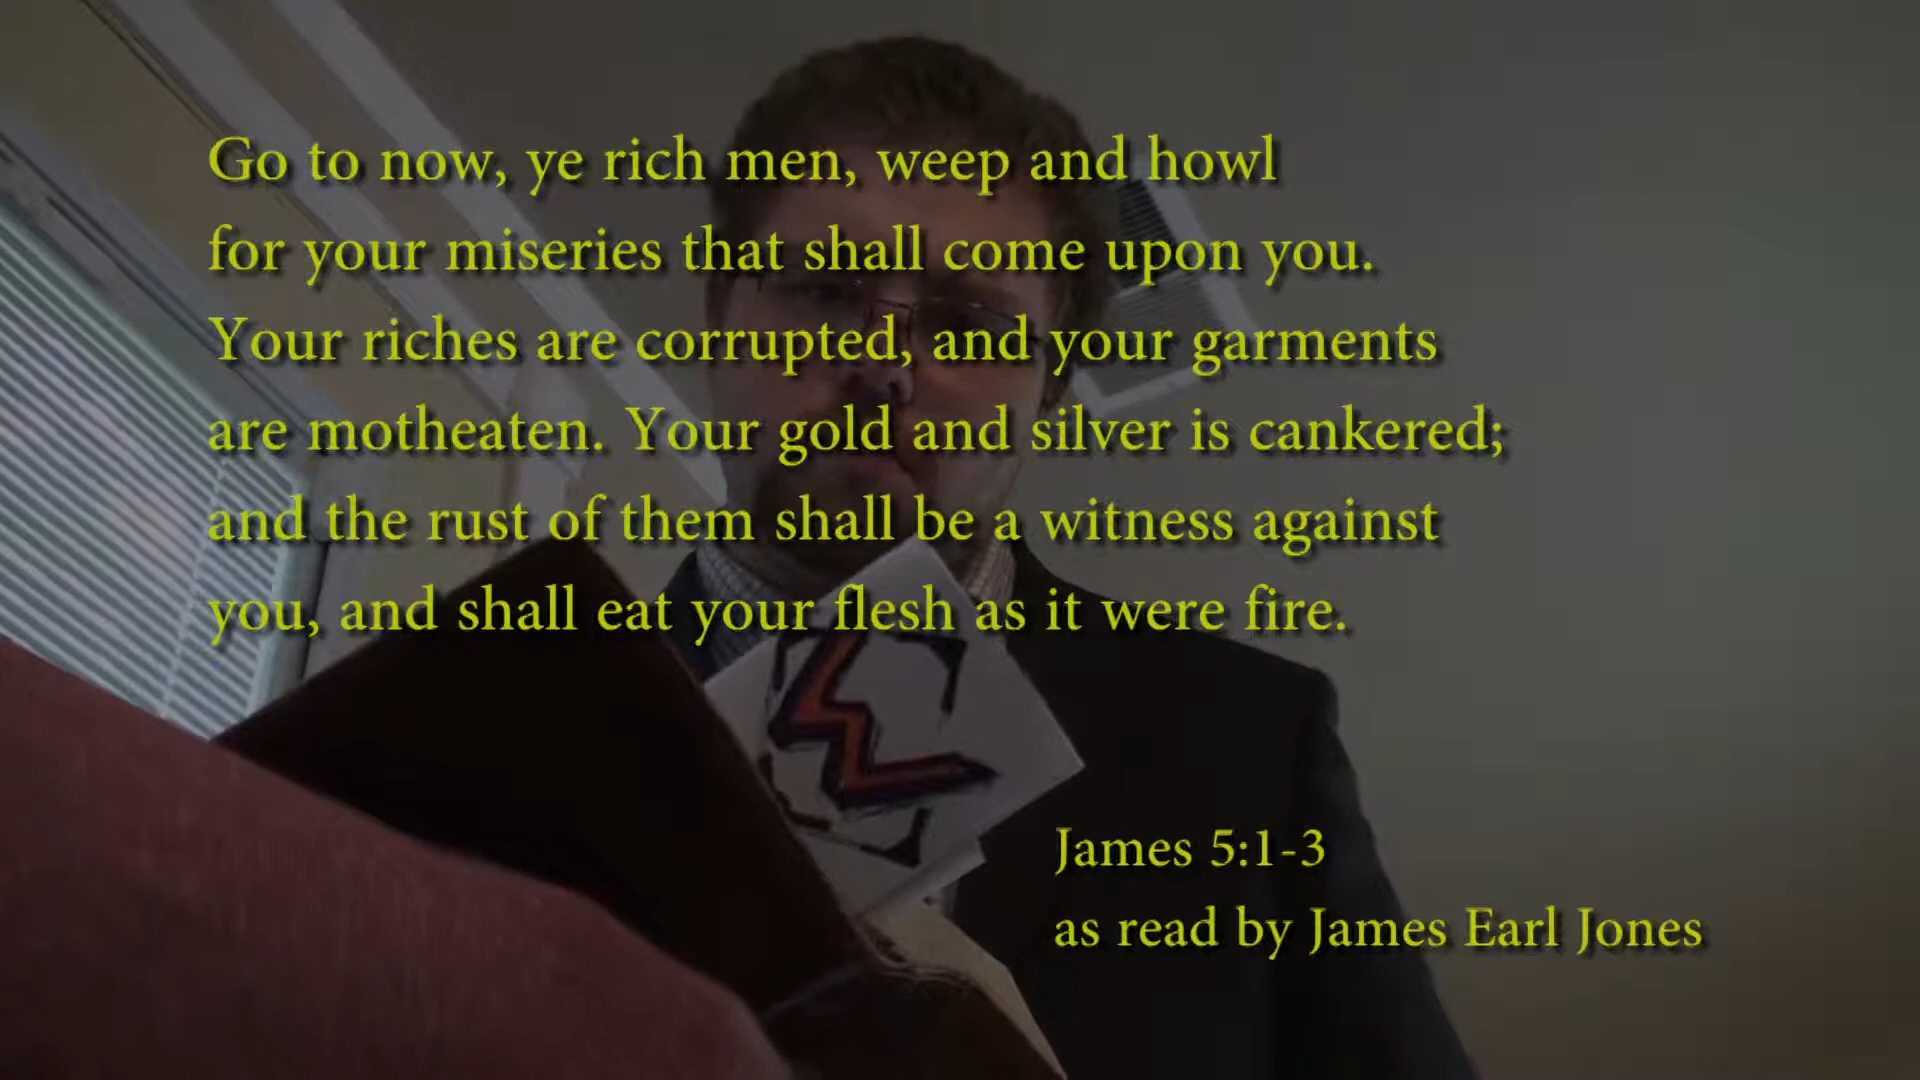 Go to now, ye rich men, weep and howl
for your miseries that shall come upon you.
Your riches are corrupted, and your garments
are motheaten. Your gold and silver is cankered;
and the rust of them shall be a witness against
you, and shall eat your flesh as it were fire.
James 5:1-3
as read by James Earl Jones